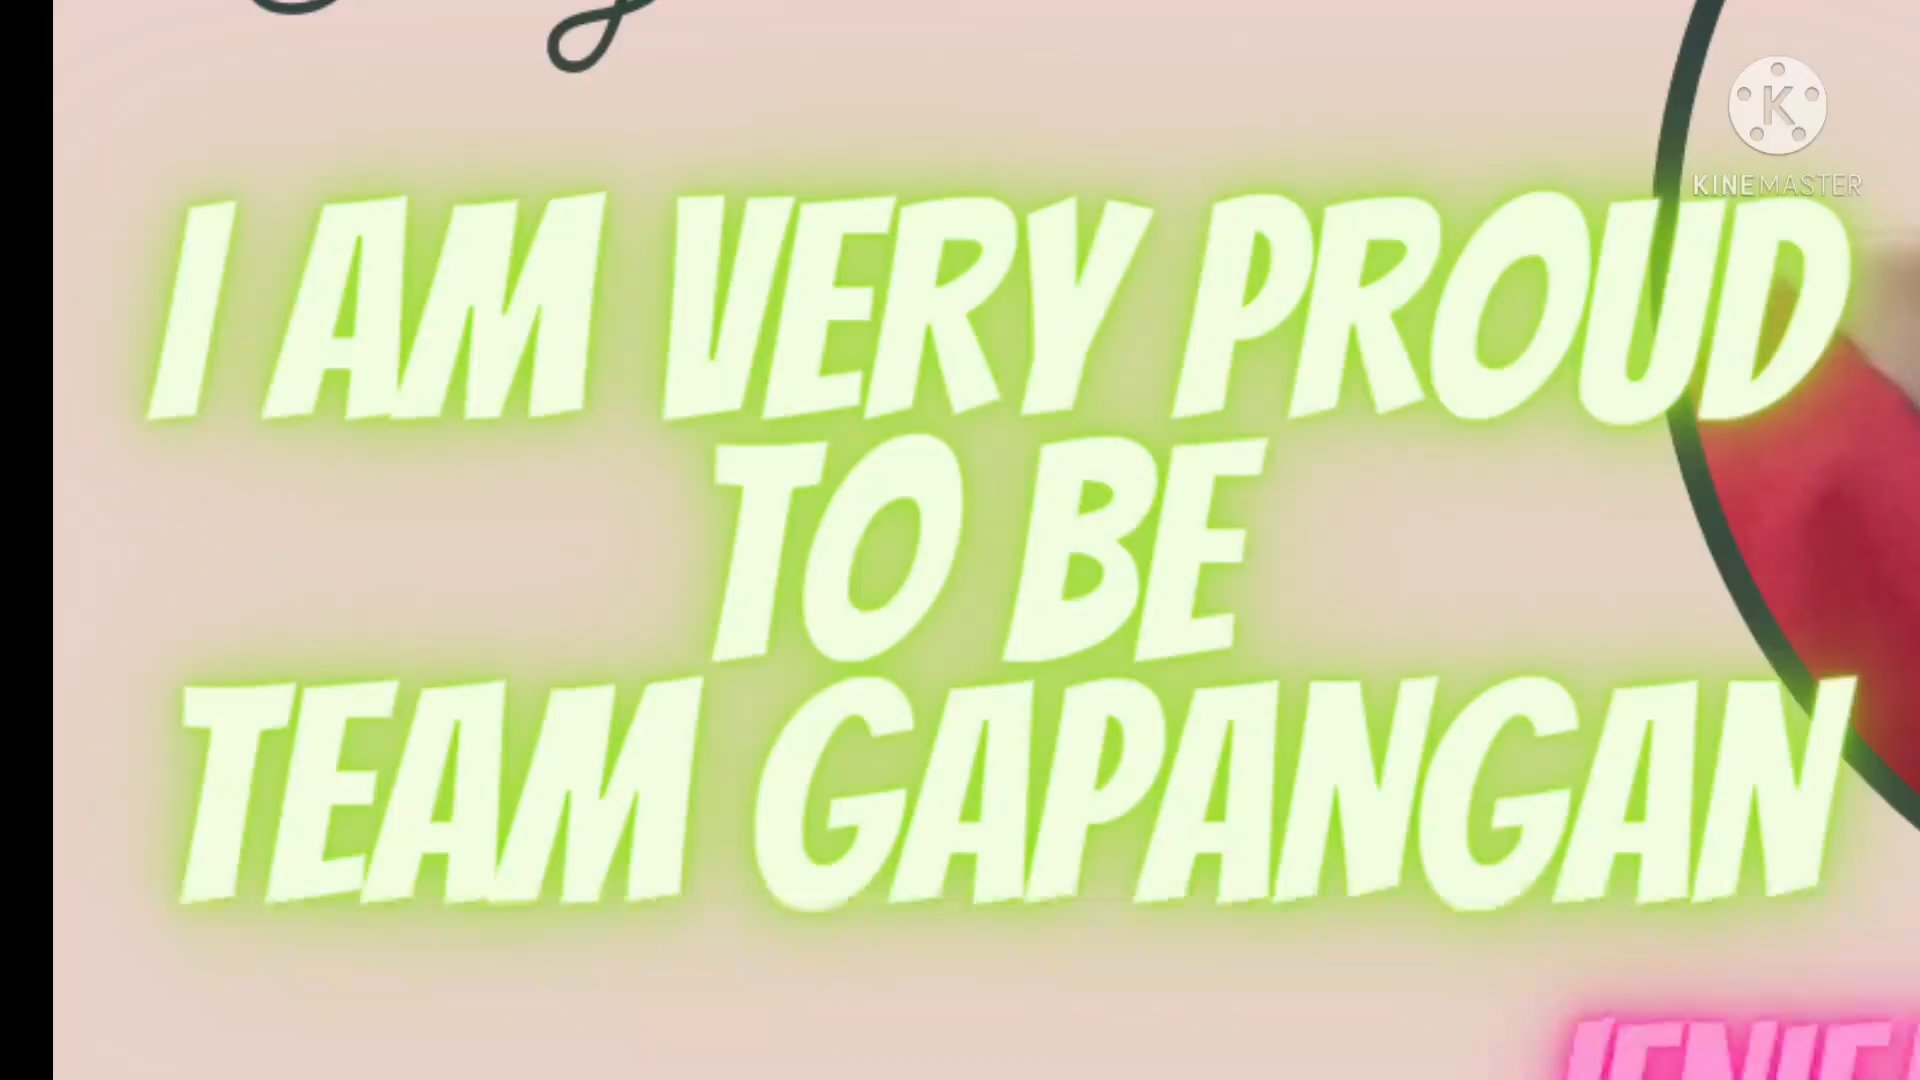 K
KINEMASTER
I AM VERY PROUD
TO BE
TEAM GAPANGAN